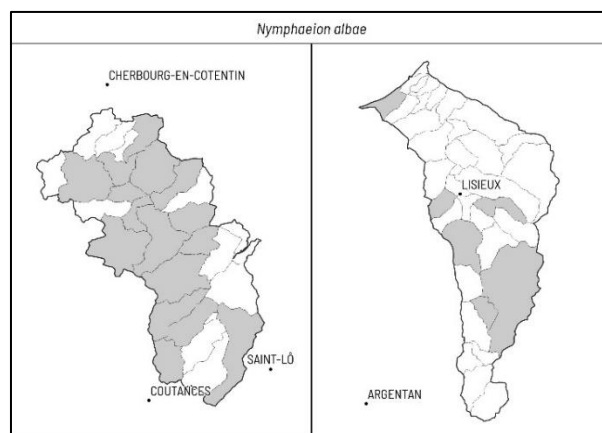 Nymphaeion albae
CHERBOURG-EN-COTENTIN
SAINT-LÔ
COUTANCES
LISIEUX
ARGENTAN